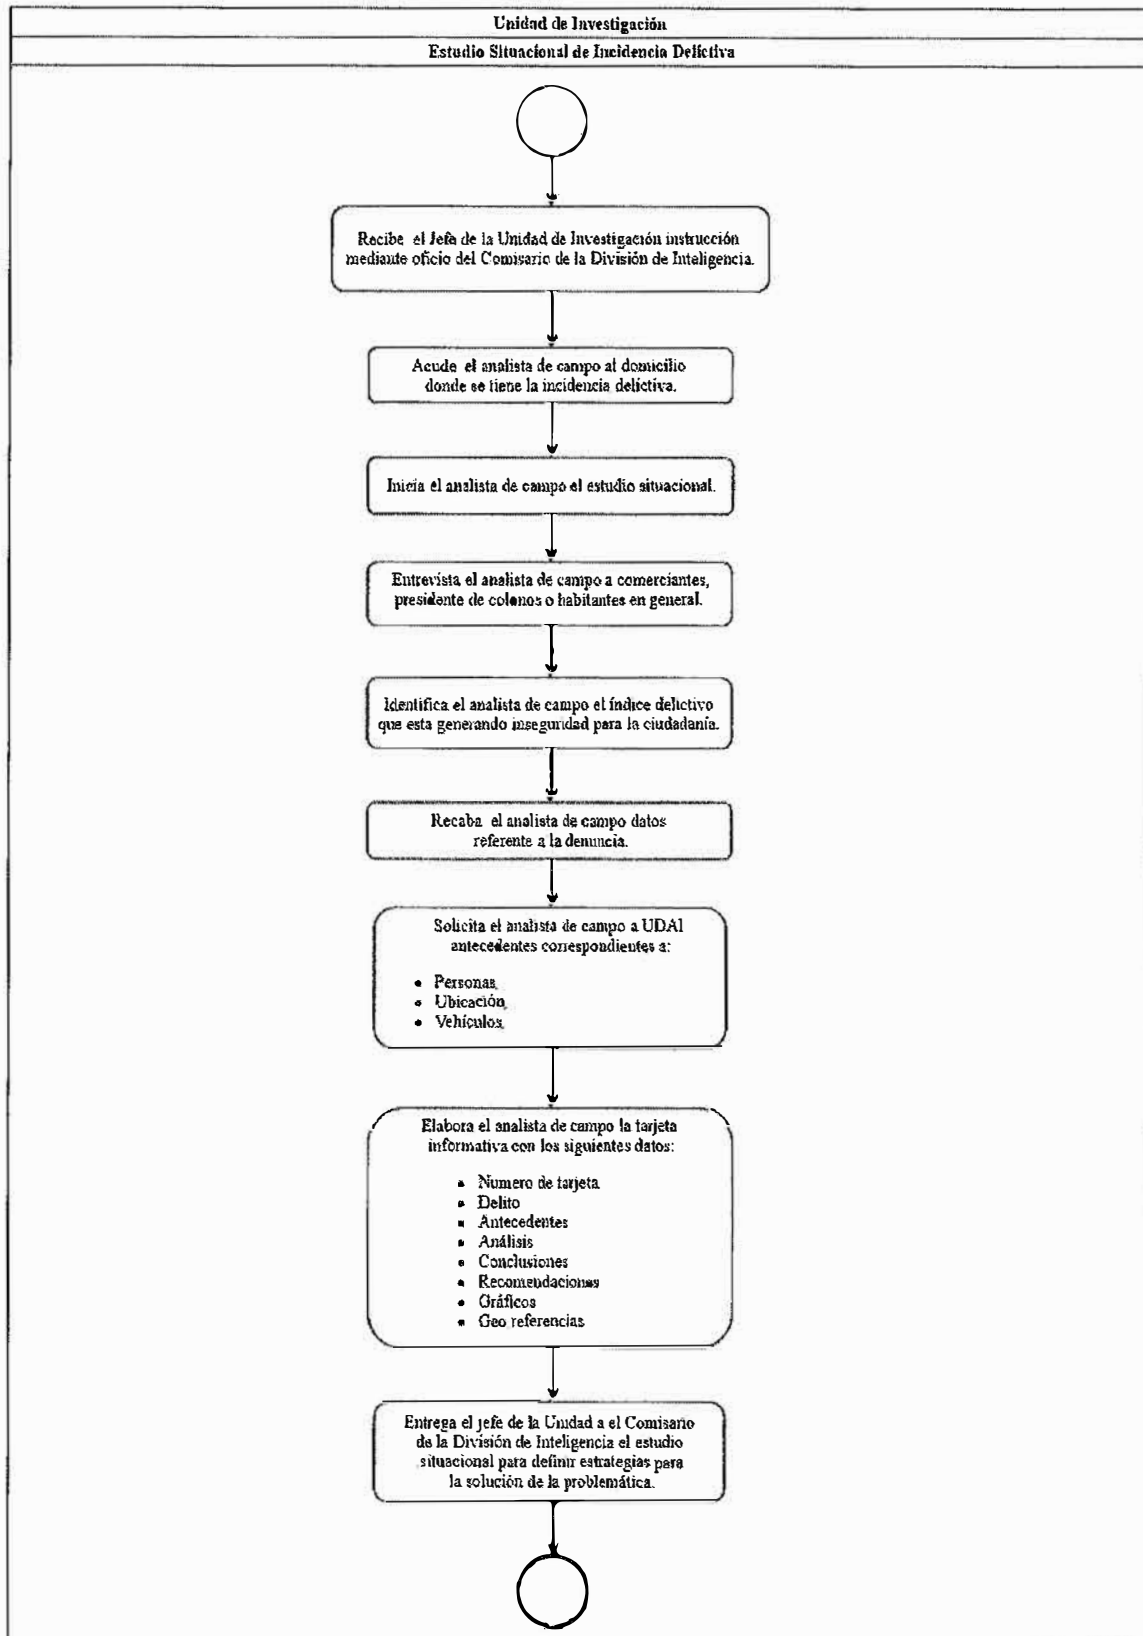 Unidad de Investigación
Estudio Situacional de Incidencia Delictiva
Recibe el Jefe de la Unidad de Investigación instrucción
mediante oficio del Comisario de la División de Inteligencia.
Acude el analista de campo al domicilio
donde se tiene la incidencia delictiva.
Inicia el analista de campo el estudio situacional.
Entrevista el analista de campo a comerciantes,
presidente de colonos o habitantes en general.
Identifica el analista de campo el índice delictivo
que esta generando inseguridad para la ciudadanía.
Recaba el analista de campo datos
referente a la denuncia.
Solicita el analista de campo a UDAI
antecedentes correspondientes a:
• Personas,
• Ubicación,
• Vehículos,
Elabora el analista de campo la tarjeta
informativa con los siguientes datos:
• Numero de tarjeta
• Delito
• Antecedentes
• Análisis
• Conclusiones
• Recomendaciones
• Gráficos
• Geo referencias
Entrega el jefe de la Unidad a el Comisario
de la División de Inteligencia el estudio
situacional para definir estrategias para
la solución de la problemática.